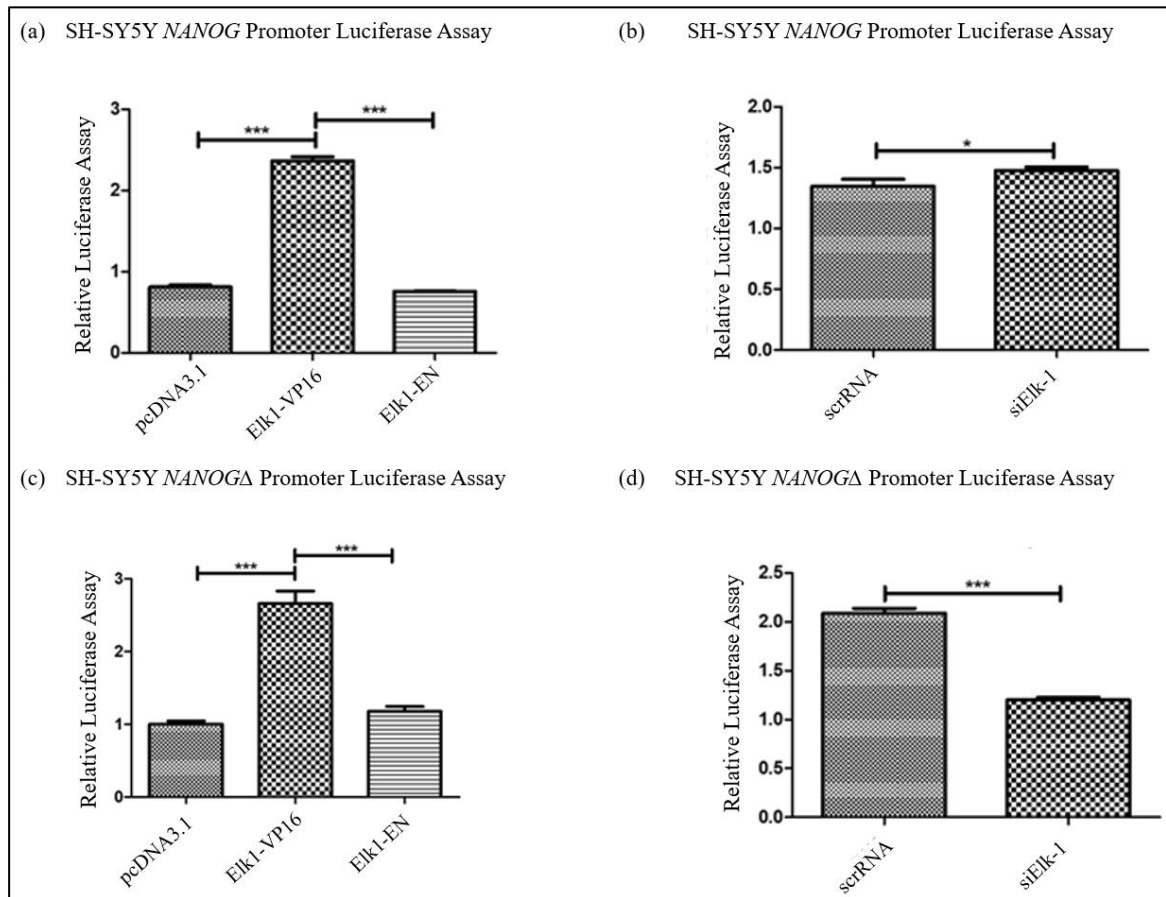 (a) SH-SY5Y NANOG Promoter Luciferase Assay
Relative Luciferase Assay
3
2
1
0
***
***
pcDNA3.1
Elk1-VP16
Elk1-EN
(b) SH-SY5Y NANOG Promoter Luciferase Assay
Relative Luciferase Assay
2.0
1.5
1.0
0.5
0.0
*
scrRNA
siElk-1
(c) SH-SY5Y NANOGΔ Promoter Luciferase Assay
Relative Luciferase Assay
3
2
1
0
***
***
pcDNA3.1
Elk1-VP16
Elk1-EN
(d) SH-SY5Y NANOGΔ Promoter Luciferase Assay
Relative Luciferase Assay
2.5
2.0
1.5
1.0
0.5
0.0
***
scrRNA
siElk-1